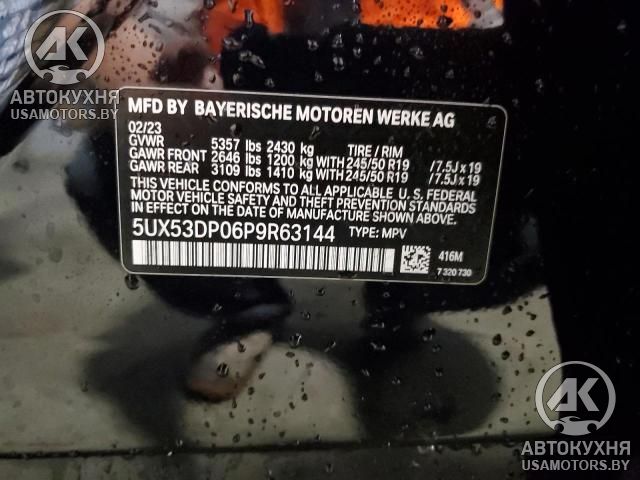 AK
АВТОКУХНЯ
USAMOTORS.BY
MFD BY BAYERISCHE MOTOREN WERKE AG
02/23
GVWR 5357 lbs 2430 kg TIRE / RIM
GAWR FRONT 2646 lbs 1200 kg WITH 245/50 R19 /7.5J x 19
GAWR REAR 3109 lbs 1410 kg WITH 245/50 R19 /7.5J x 19
THIS VEHICLE CONFORMS TO ALL APPLICABLE U. S. FEDERAL
MOTOR VEHICLE SAFETY AND THEFT PREVENTION STANDARDS
IN EFFECT ON THE DATE OF MANUFACTURE SHOWN ABOVE.
5UX53DP06P9R63144 TYPE: MPV
416M
7 320 730
AK
АВТОКУХНЯ
USAMOTORS.BY